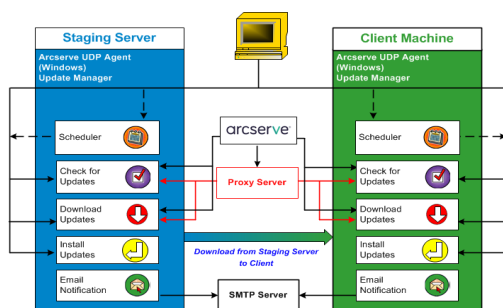 Staging Server
Client Machine
Arcserve UDP Agent
(Windows)
Update Manager
Arcserve UDP Agent
(Windows)
Update Manager
Scheduler
arcserve
Scheduler
Check for
Updates
Proxy Server
Check for
Updates
Download
Updates
Download
Updates
Install
Updates
Download from Staging Server
to Client
Install
Updates
Email
Notification
SMTP Server
Email
Notification